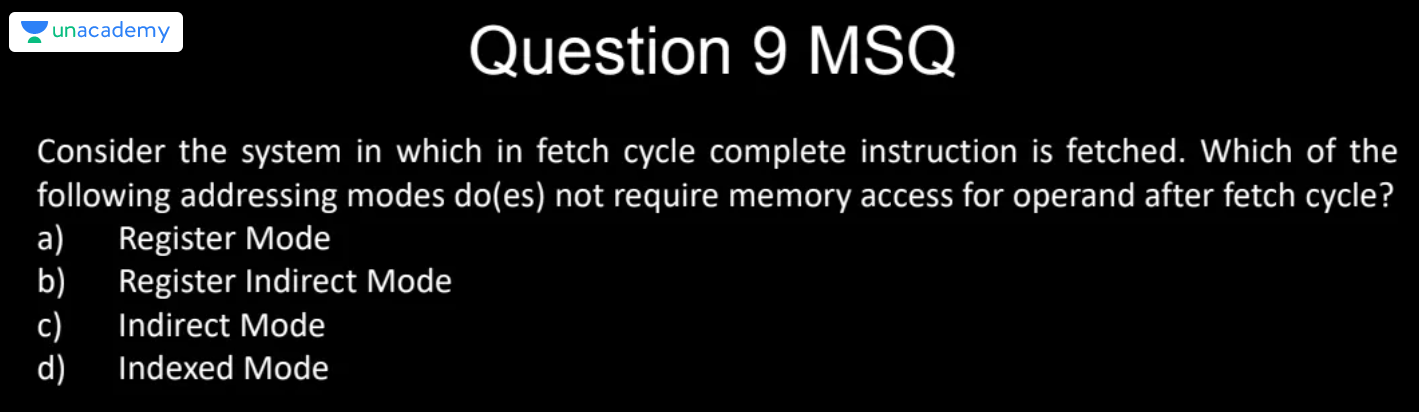 unacademy
Question 9 MSQ
Consider the system in which in fetch cycle complete instruction is fetched. Which of the
following addressing modes do(es) not require memory access for operand after fetch cycle?
a) Register Mode
b) Register Indirect Mode
c) Indirect Mode
d) Indexed Mode